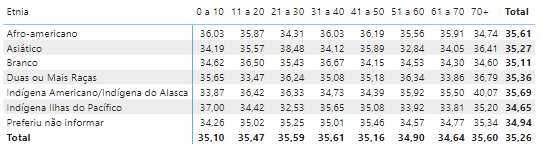 Etnia 0 a 10 11 a 20 21 a 30 31 a 40 41 a 50 51 a 60 61 a 70 70+ Total
Afro-americano 36,03 35,87 34,31 36,03 36,19 35,56 35,91 34,74 35,61
Asiático 34,19 35,57 38,48 34,12 35,89 32,84 34,05 36,41 35,27
Branco 34,62 36,50 35,43 36,67 34,15 34,53 34,30 34,60 35,11
Duas ou Mais Raças 35,65 33,47 36,24 35,08 35,18 36,34 33,86 36,79 35,36
Indígena Americano/Indígena do Alasca 33,87 36,42 36,33 34,73 34,39 35,92 35,50 40,07 35,69
Indígena Ilhas do Pacífico 37,00 34,42 32,53 35,65 35,08 33,92 33,81 35,20 34,65
Preferiu não informar 34,26 35,02 35,25 35,01 35,46 34,57 34,77 35,34 34,94
Total 35,10 35,47 35,59 35,61 35,16 34,90 34,64 35,60 35,26